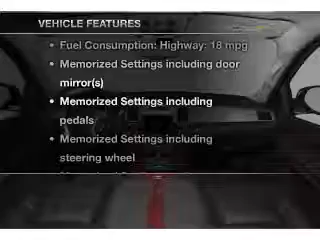 VEHICLE FEATURES
• Fuel Consumption: Highway: 18 mpg
• Memorized Settings including door
mirror(s)
• Memorized Settings including
pedals
• Memorized Settings including
steering wheel